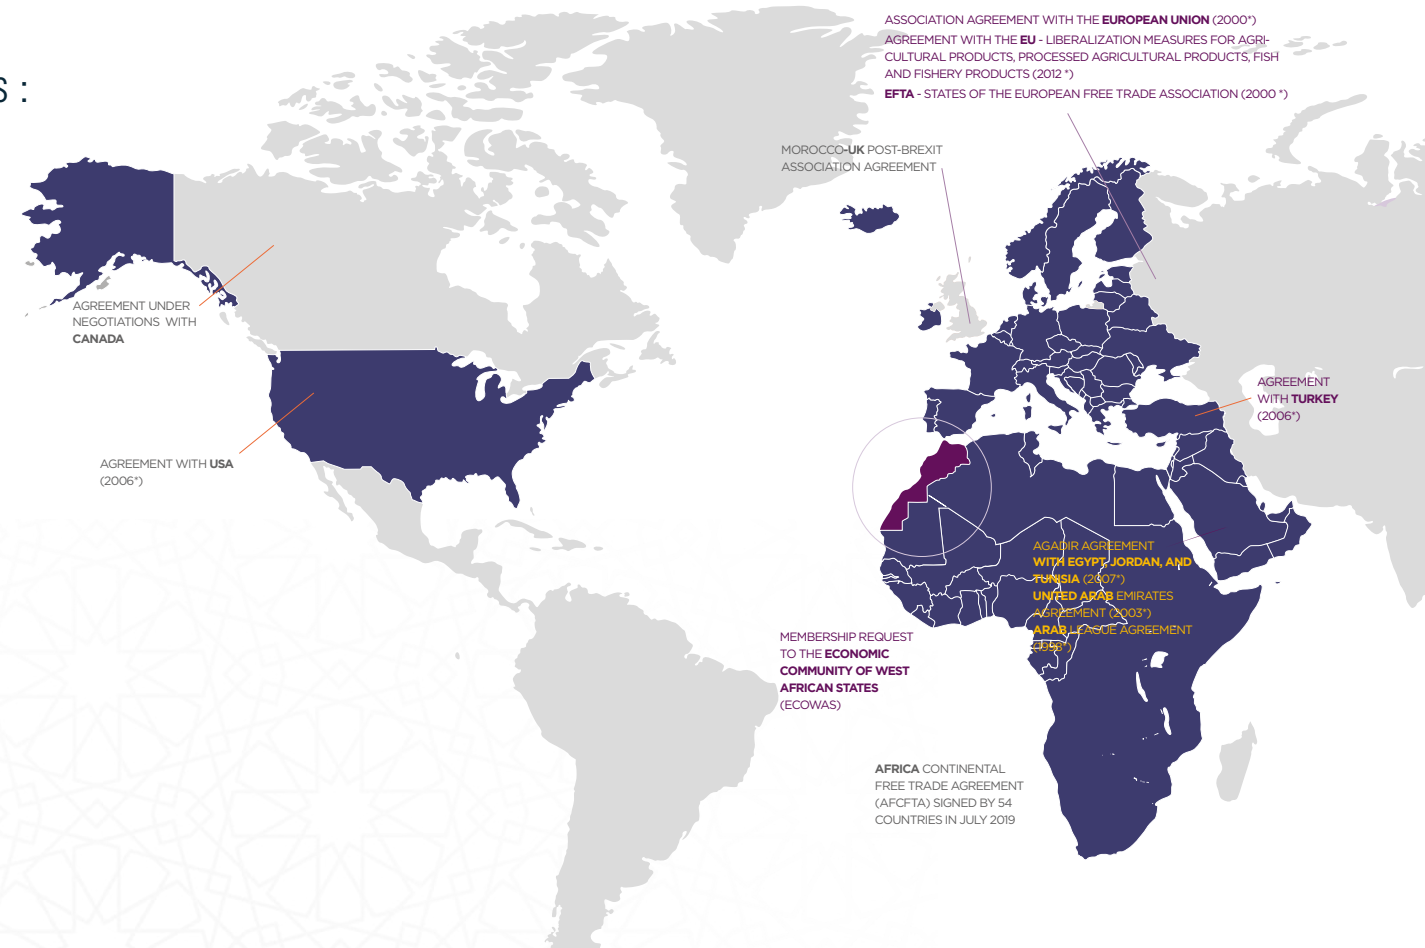 S :
ASSOCIATION AGREEMENT WITH THE EUROPEAN UNION (2000*)
AGREEMENT WITH THE EU - LIBERALIZATION MEASURES FOR AGRI-
CULTURAL PRODUCTS, PROCESSED AGRICULTURAL PRODUCTS, FISH
AND FISHERY PRODUCTS (2012 *)
EFTA - STATES OF THE EUROPEAN FREE TRADE ASSOCIATION (2000 *)
MOROCCO-UK POST-BREXIT
ASSOCIATION AGREEMENT
AGREEMENT UNDER
NEGOTIATIONS WITH
CANADA
AGREEMENT
WITH TURKEY
(2006*)
AGREEMENT WITH USA
(2006*)
AGADIR AGREEMENT
WITH EGYPT, JORDAN, AND
TUNISIA (2007*)
UNITED ARAB EMIRATES
AGREEMENT (2003*)
ARAB LEAGUE AGREEMENT
(1998*)
MEMBERSHIP REQUEST
TO THE ECONOMIC
COMMUNITY OF WEST
AFRICAN STATES
(ECOWAS)
AFRICA CONTINENTAL
FREE TRADE AGREEMENT
(AFCFTA) SIGNED BY 54
COUNTRIES IN JULY 2019